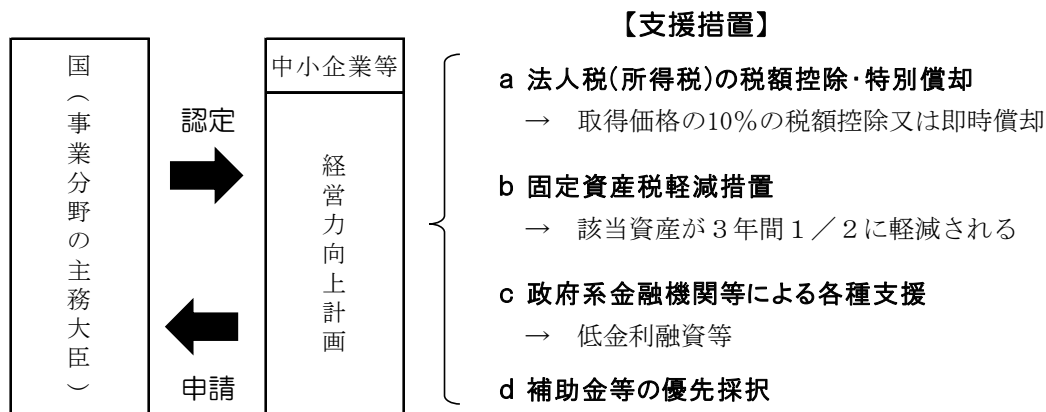 【支援措置】
国(事業分野の主務大臣)
認定
申請
中小企業等
経営力向上計画
a 法人税(所得税)の税額控除・特別償却
→ 取得価格の10%の税額控除又は即時償却
b 固定資産税軽減措置
→ 該当資産が3年間1/2に軽減される
c 政府系金融機関等による各種支援
→ 低金利融資等
d 補助金等の優先採択